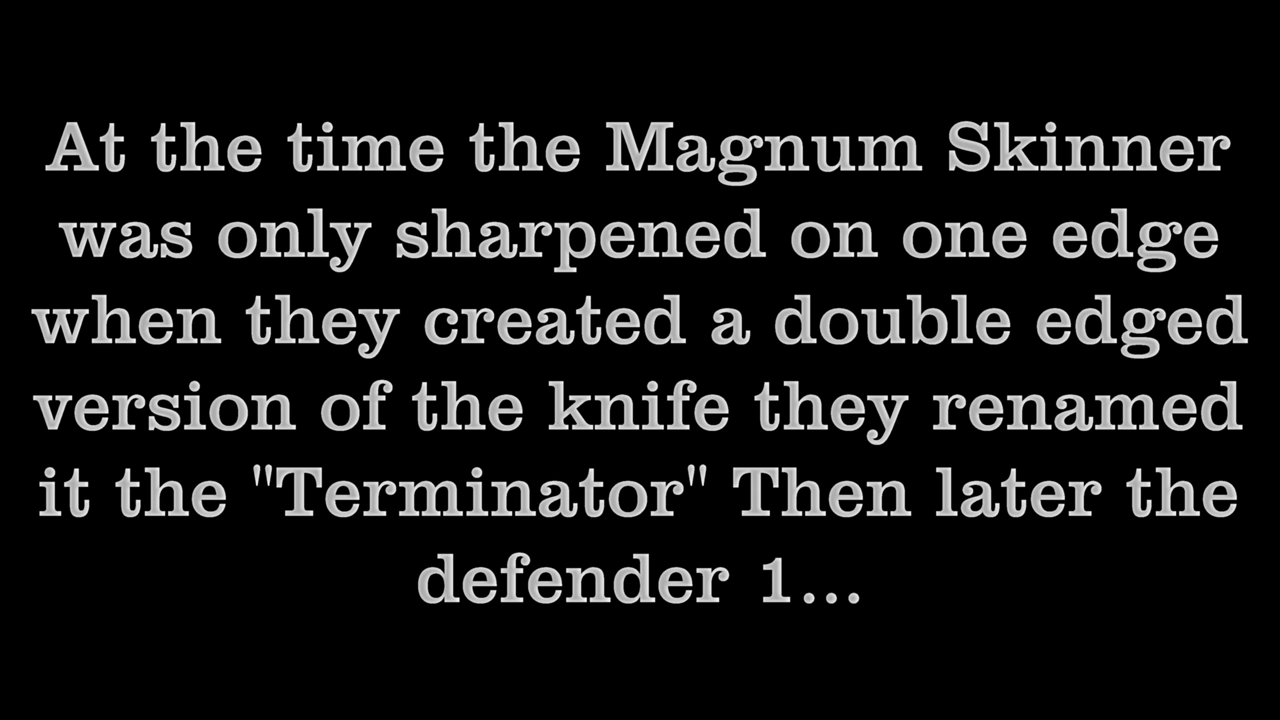 At the time the Magnum Skinner
was only sharpened on one edge
when they created a double edged
version of the knife they renamed
it the "Terminator" Then later the
defender 1...